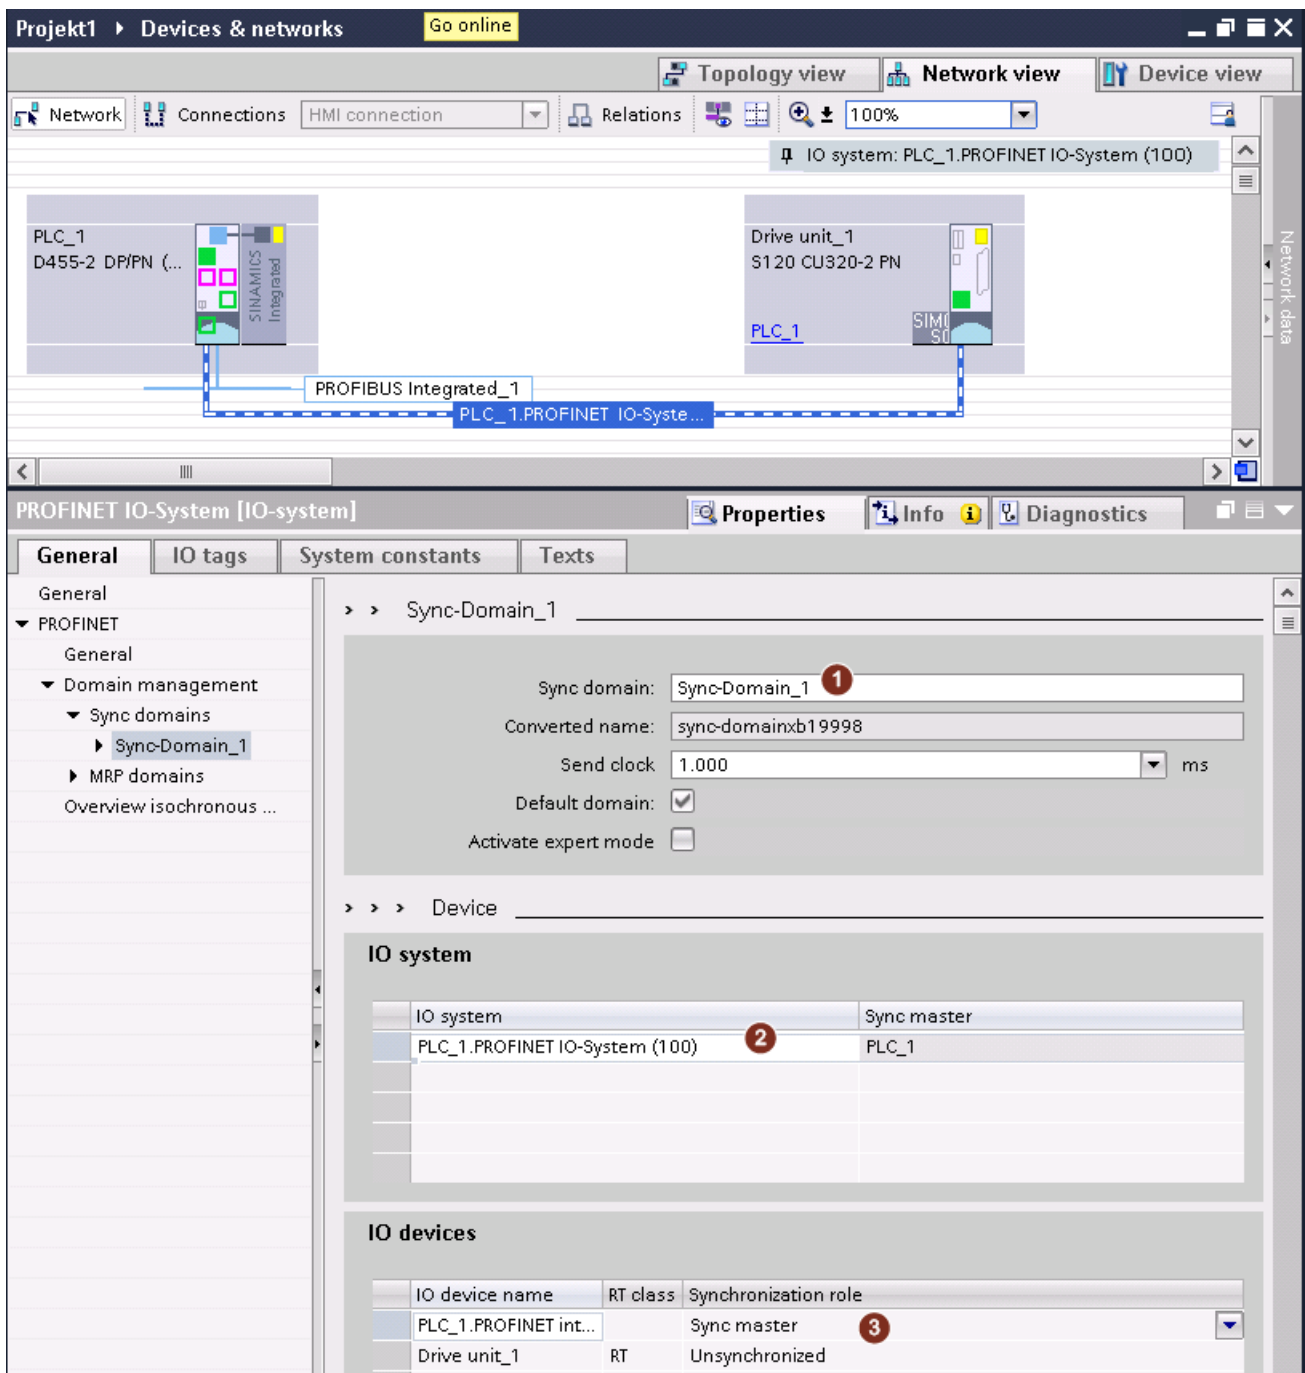 Projekt1 ▸ Devices & networks
Go online
Topology view
Network view
Device view
Network
Connections
HMI connection
Relations
100%
IO system: PLC_1.PROFINET IO-System (100)
PLC_1
D455-2 DP/PN (...
SINAMICS
Integrated
Drive unit_1
S120 CU320-2 PN
PLC_1
PROFIBUS Integrated_1
PLC_1.PROFINET IO-Syste...
Network data
PROFINET IO-System [IO-system]
Properties
Info
Diagnostics
General
IO tags
System constants
Texts
General
PROFINET
General
Domain management
Sync domains
Sync-Domain_1
MRP domains
Overview isochronous ...
> > Sync-Domain_1
Sync domain: Sync-Domain_1 1
Converted name: sync-domainxb19998
Send clock 1.000 ms
Default domain:
Activate expert mode
> > > Device
IO system
IO system Sync master
PLC_1.PROFINET IO-System (100) 2 PLC_1
IO devices
IO device name RT class Synchronization role
PLC_1.PROFINET int... Sync master 3
Drive unit_1 RT Unsynchronized